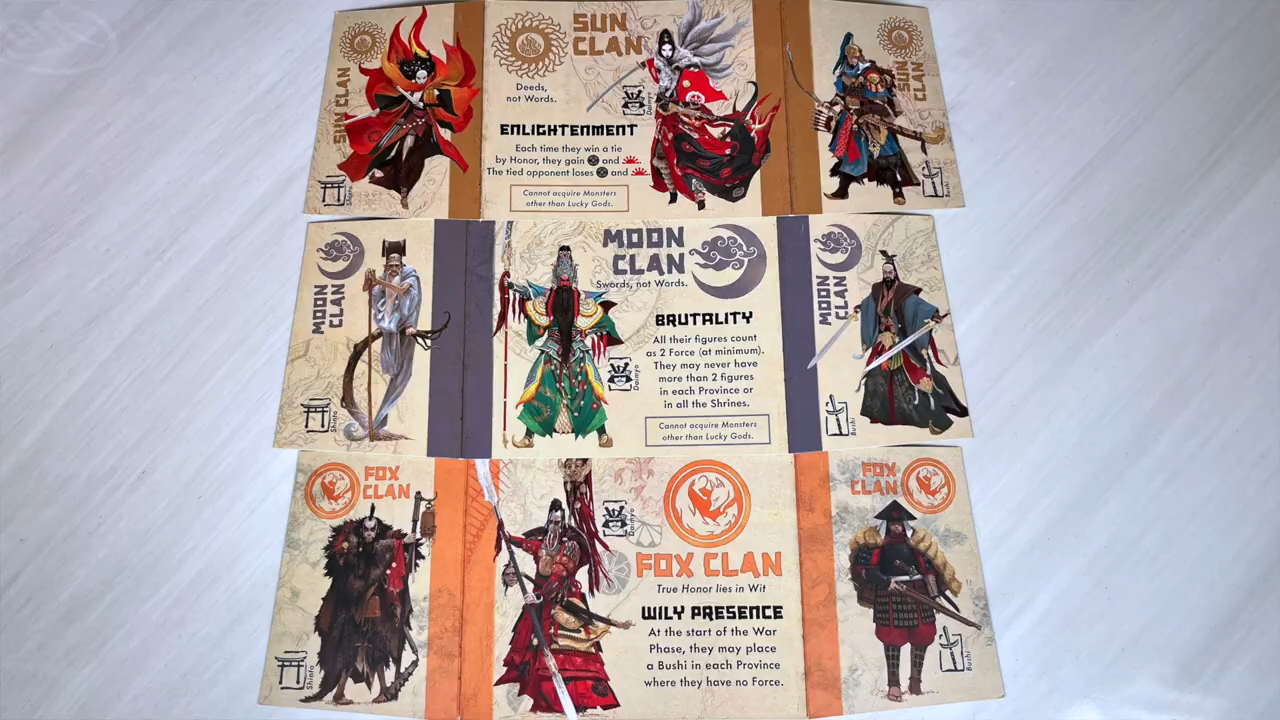 SUN CLAN
Shinto
SUN
CLAN
Deeds,
not Words.
Daimyo
ENLIGHTENMENT
Each time they win a tie
by Honor, they gain and
The tied opponent loses and
Cannot acquire Monsters
other than Lucky Gods.
SUN
CLAN
Bushi
MOON
CLAN
Shinto
MOON
CLAN
Swords, not Words.
Daimyo
BRUTALITY
All their figures count
as 2 Force (at minimum).
They may never have
more than 2 figures
in each Province or
in all the Shrines.
Cannot acquire Monsters
other than Lucky Gods.
MOON
CLAN
Bushi
FOX
CLAN
Shinto
Daimyo
FOX CLAN
True Honor lies in Wit
WILY PRESENCE
At the start of the War
Phase, they may place
a Bushi in each Province
where they have no Force.
FOX
CLAN
Bushi